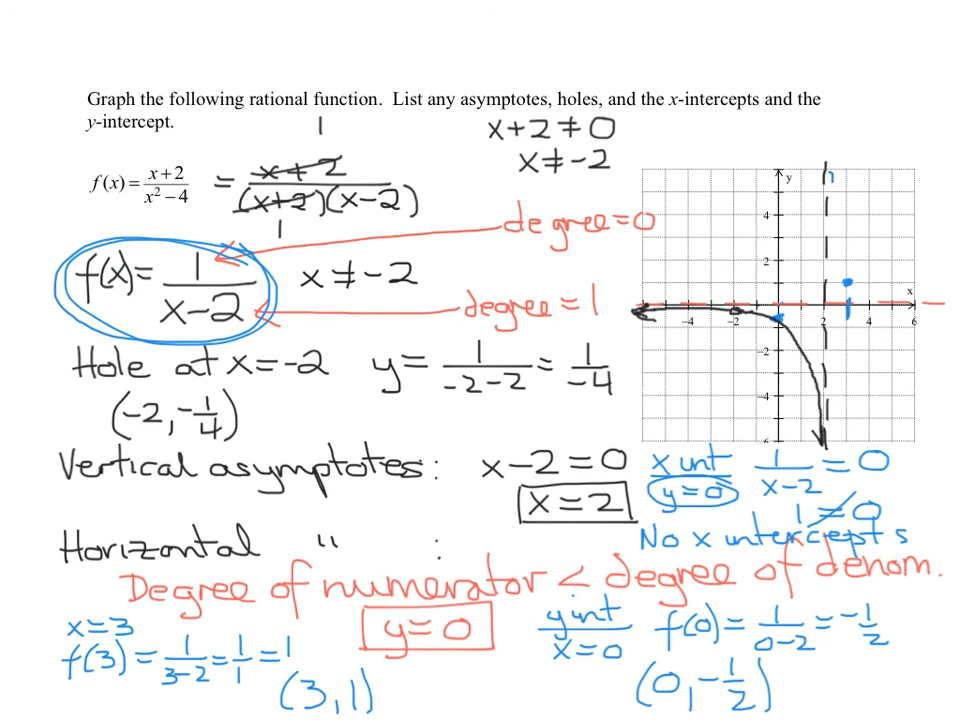 Graph the following rational function. List any asymptotes, holes, and the x-intercepts and the
y-intercept.
f(x) = (x + 2)/(x² − 4) = (x+2)/((x+2)(x−2))
1
1
x+2 ≠ 0
x ≠ −2
degree=0
f(x) = 1/(x−2) x ≠ −2
degree=1
Hole at x=−2 y= 1/(−2−2) = 1/−4
(−2, −1/4)
Vertical asymptotes: x−2=0
x=2
Horizontal " :
Degree of numerator < degree of denom.
y=0
x int 1/(x−2) = 0
y=0 1≠0
No x intercepts
x=3
f(3) = 1/(3−2) = 1/1 = 1
(3,1)
y int f(0) = 1/(0−2) = −1/2
x=0
(0, −1/2)
y
4
2
x
−4 −2 2 4 6
−2
−4